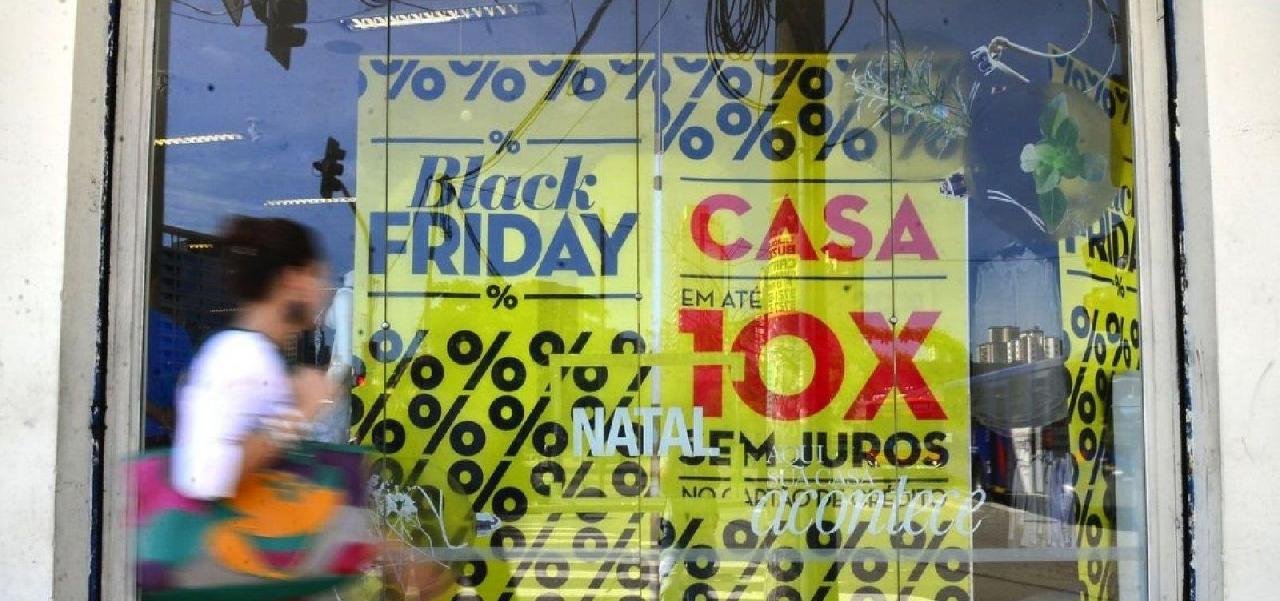 %%%%%%%%
%
Black
FRIDAY
%
CASA
EM ATÉ
10X
SEM JUROS
NATAL
AQUI
SUA CASA
acontece
FRIDA
%